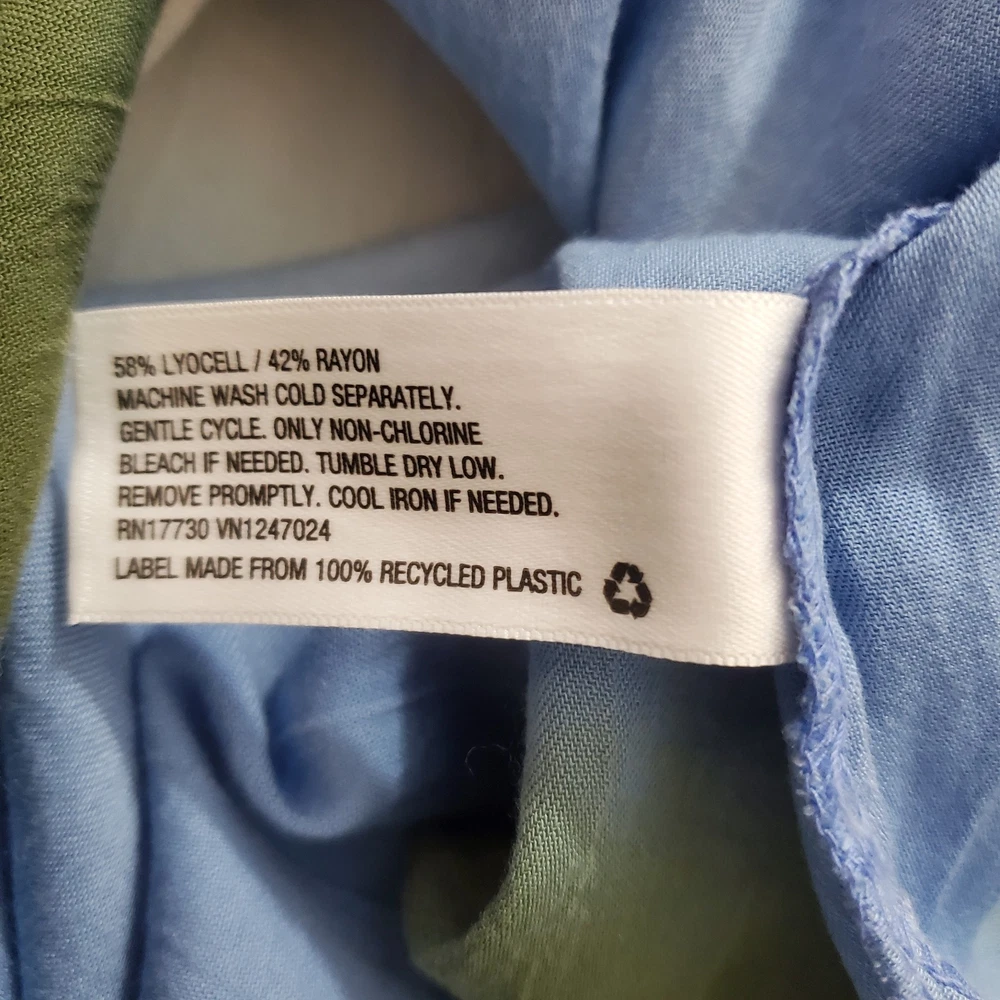 58% LYOCELL / 42% RAYON
MACHINE WASH COLD SEPARATELY.
GENTLE CYCLE. ONLY NON-CHLORINE
BLEACH IF NEEDED. TUMBLE DRY LOW.
REMOVE PROMPTLY. COOL IRON IF NEEDED.
RN17730 VN1247024
LABEL MADE FROM 100% RECYCLED PLASTIC